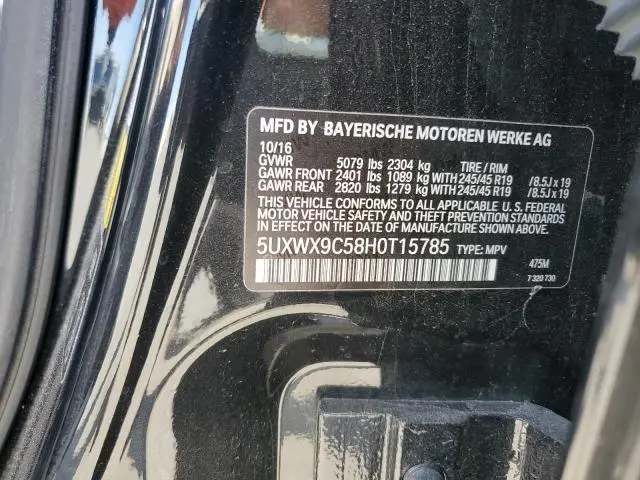 MFD BY BAYERISCHE MOTOREN WERKE AG
10/16
GVWR 5079 lbs 2304 kg TIRE / RIM
GAWR FRONT 2401 lbs 1089 kg WITH 245/45 R19 /8.5J x 19
GAWR REAR 2820 lbs 1279 kg WITH 245/45 R19 /8.5J x 19
THIS VEHICLE CONFORMS TO ALL APPLICABLE U.S. FEDERAL
MOTOR VEHICLE SAFETY AND THEFT PREVENTION STANDARDS
IN EFFECT ON THE DATE OF MANUFACTURE SHOWN ABOVE.
5UXWX9C58H0T15785 TYPE: MPV
475M
7 320 730